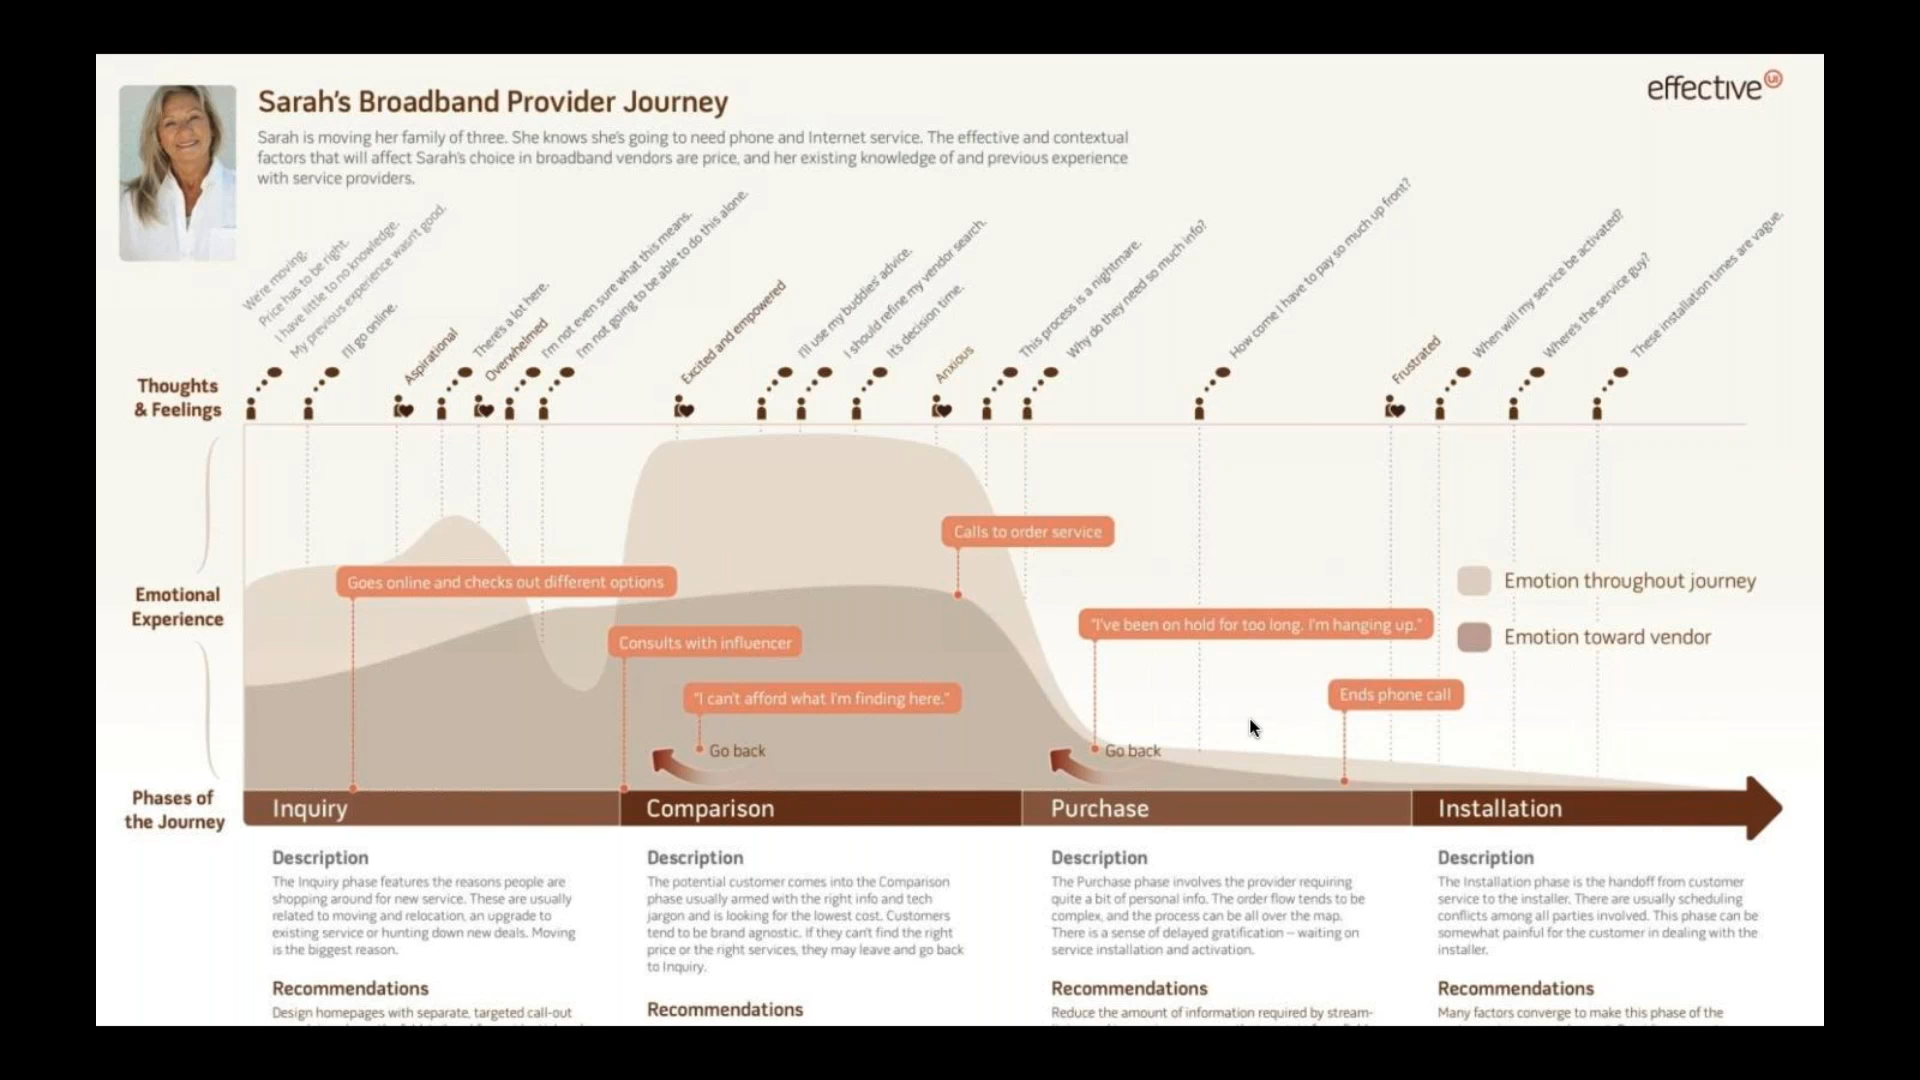 effective ui
Sarah's Broadband Provider Journey
Sarah is moving her family of three. She knows she's going to need phone and Internet service. The effective and contextual
factors that will affect Sarah's choice in broadband vendors are price, and her existing knowledge of and previous experience
with service providers.
We're moving.
Price has to be right.
I have little to no knowledge.
My previous experience wasn't good.
I'll go online.
Aspirational
There's a lot here.
Overwhelmed
I'm not even sure what this means.
I'm not going to be able to do this alone.
Excited and empowered
I'll use my buddies' advice.
I should refine my vendor search.
It's decision time.
Anxious
This process is a nightmare.
Why do they need so much info?
How come I have to pay so much up front?
Frustrated
When will my service be activated?
Where's the service guy?
These installation times are vague.
Thoughts
& Feelings
Emotional
Experience
Calls to order service
Goes online and checks out different options
Emotion throughout journey
"I've been on hold for too long. I'm hanging up."
Emotion toward vendor
Consults with influencer
"I can't afford what I'm finding here."
Ends phone call
Go back
Go back
Phases of
the Journey
Inquiry
Comparison
Purchase
Installation
Description
The Inquiry phase features the reasons people are
shopping around for new service. These are usually
related to moving and relocation, an upgrade to
existing service or hunting down new deals. Moving
is the biggest reason.
Recommendations
Design homepages with separate, targeted call-out
Description
The potential customer comes into the Comparison
phase usually armed with the right info and tech
jargon and is looking for the lowest cost. Customers
tend to be brand agnostic. If they can't find the right
price or the right services, they may leave and go back
to Inquiry.
Recommendations
Description
The Purchase phase involves the provider requiring
quite a bit of personal info. The order flow tends to be
complex, and the process can be all over the map.
There is a sense of delayed gratification – waiting on
service installation and activation.
Recommendations
Reduce the amount of information required by stream-
Description
The Installation phase is the handoff from customer
service to the installer. There are usually scheduling
conflicts among all parties involved. This phase can be
somewhat painful for the customer in dealing with the
installer.
Recommendations
Many factors converge to make this phase of the